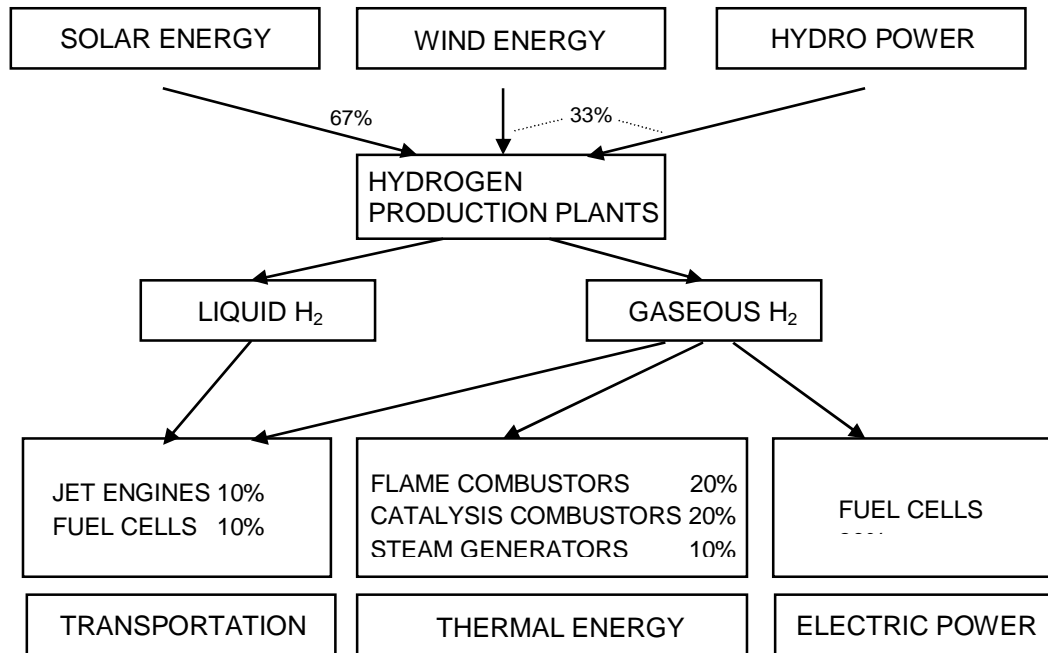 SOLAR ENERGY
WIND ENERGY
HYDRO POWER
67%
33%
HYDROGEN
PRODUCTION PLANTS
LIQUID H₂
GASEOUS H₂
JET ENGINES 10%
FUEL CELLS 10%
FLAME COMBUSTORS 20%
CATALYSIS COMBUSTORS 20%
STEAM GENERATORS 10%
FUEL CELLS
TRANSPORTATION
THERMAL ENERGY
ELECTRIC POWER